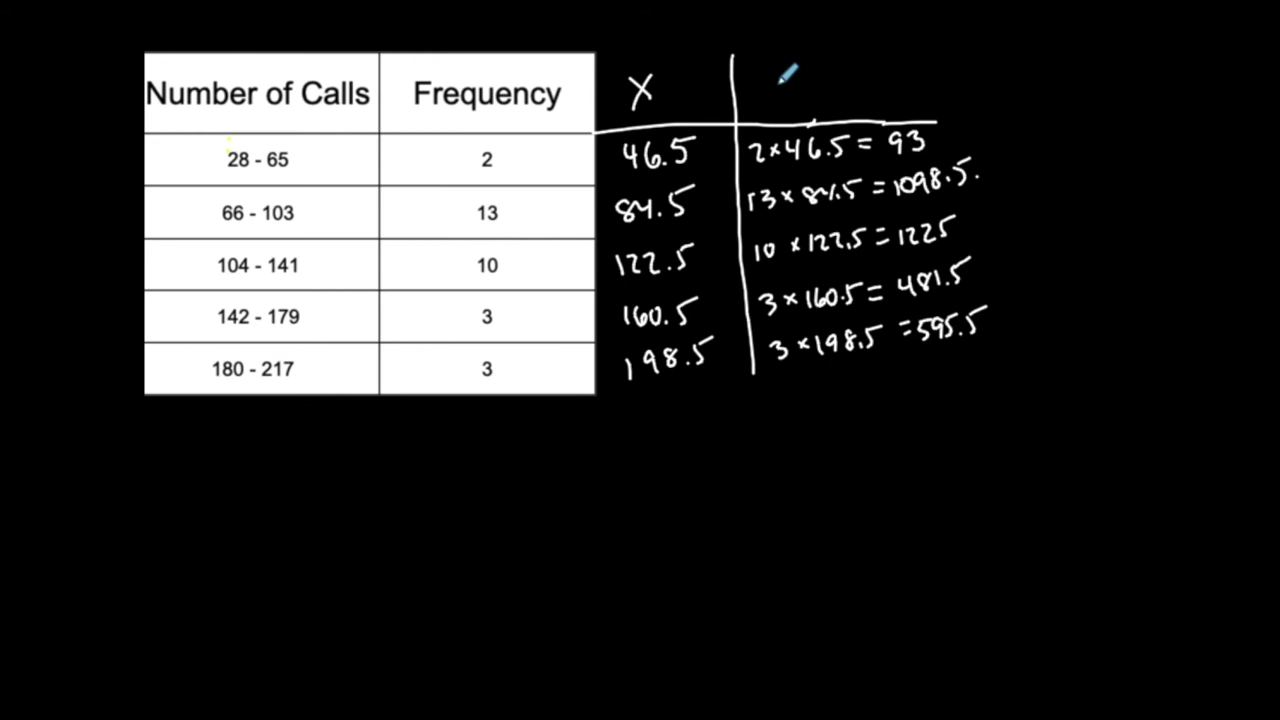 Number of Calls Frequency X
28 - 65 2 46.5 2 x 46.5 = 93
66 - 103 13 84.5 13 x 84.5 = 1098.5.
104 - 141 10 122.5 10 x 122.5 = 1225
142 - 179 3 160.5 3 x 160.5 = 481.5
180 - 217 3 198.5 3 x 198.5 = 595.5